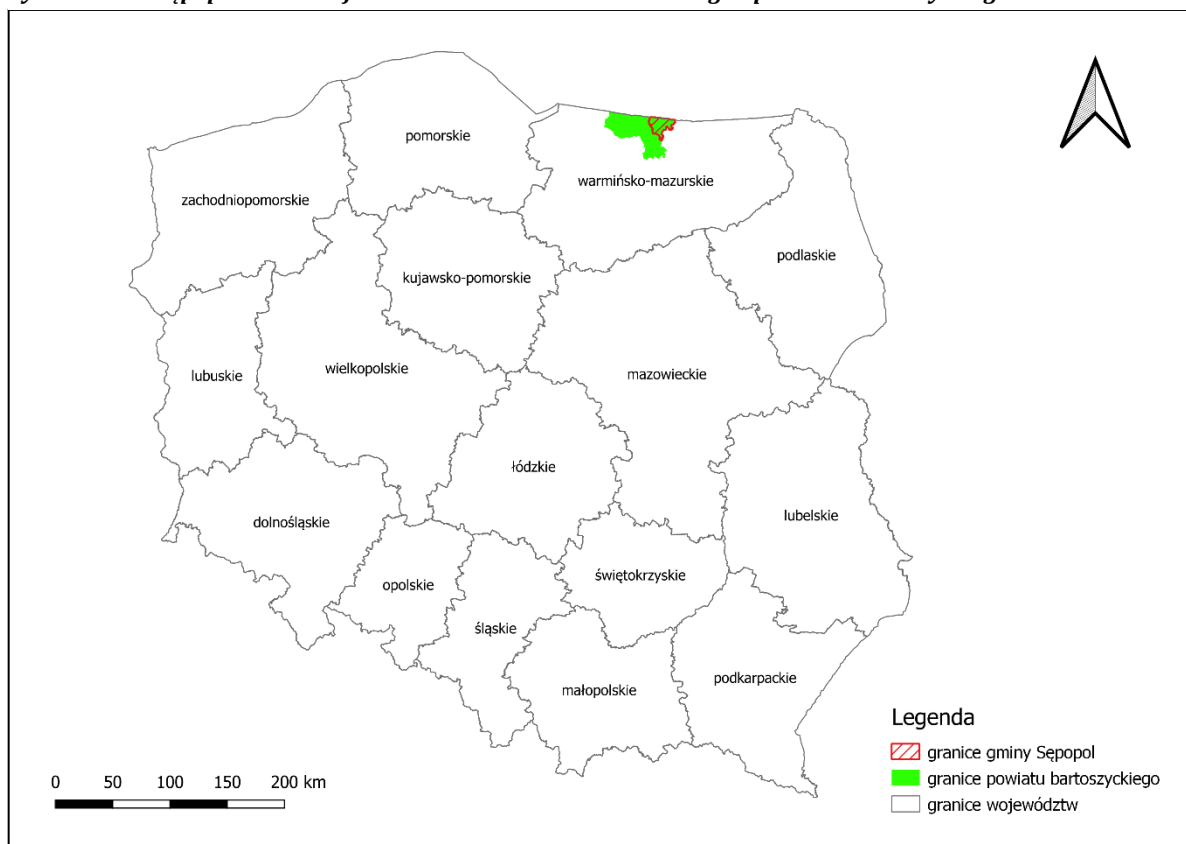 pomorskie
warmińsko-mazurskie
zachodniopomorskie
podlaskie
kujawsko-pomorskie
lubuskie
wielkopolskie
mazowieckie
łódzkie
lubelskie
dolnośląskie
opolskie
świętokrzyskie
śląskie
małopolskie
podkarpackie
Legenda
granice gminy Sępopol
granice powiatu bartoszyckiego
granice województw
0 50 100 150 200 km